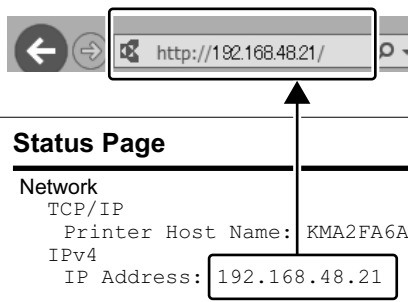 http://192.168.48.21/
Status Page
Network
TCP/IP
Printer Host Name: KMA2FA6A
IPv4
IP Address: 192.168.48.21